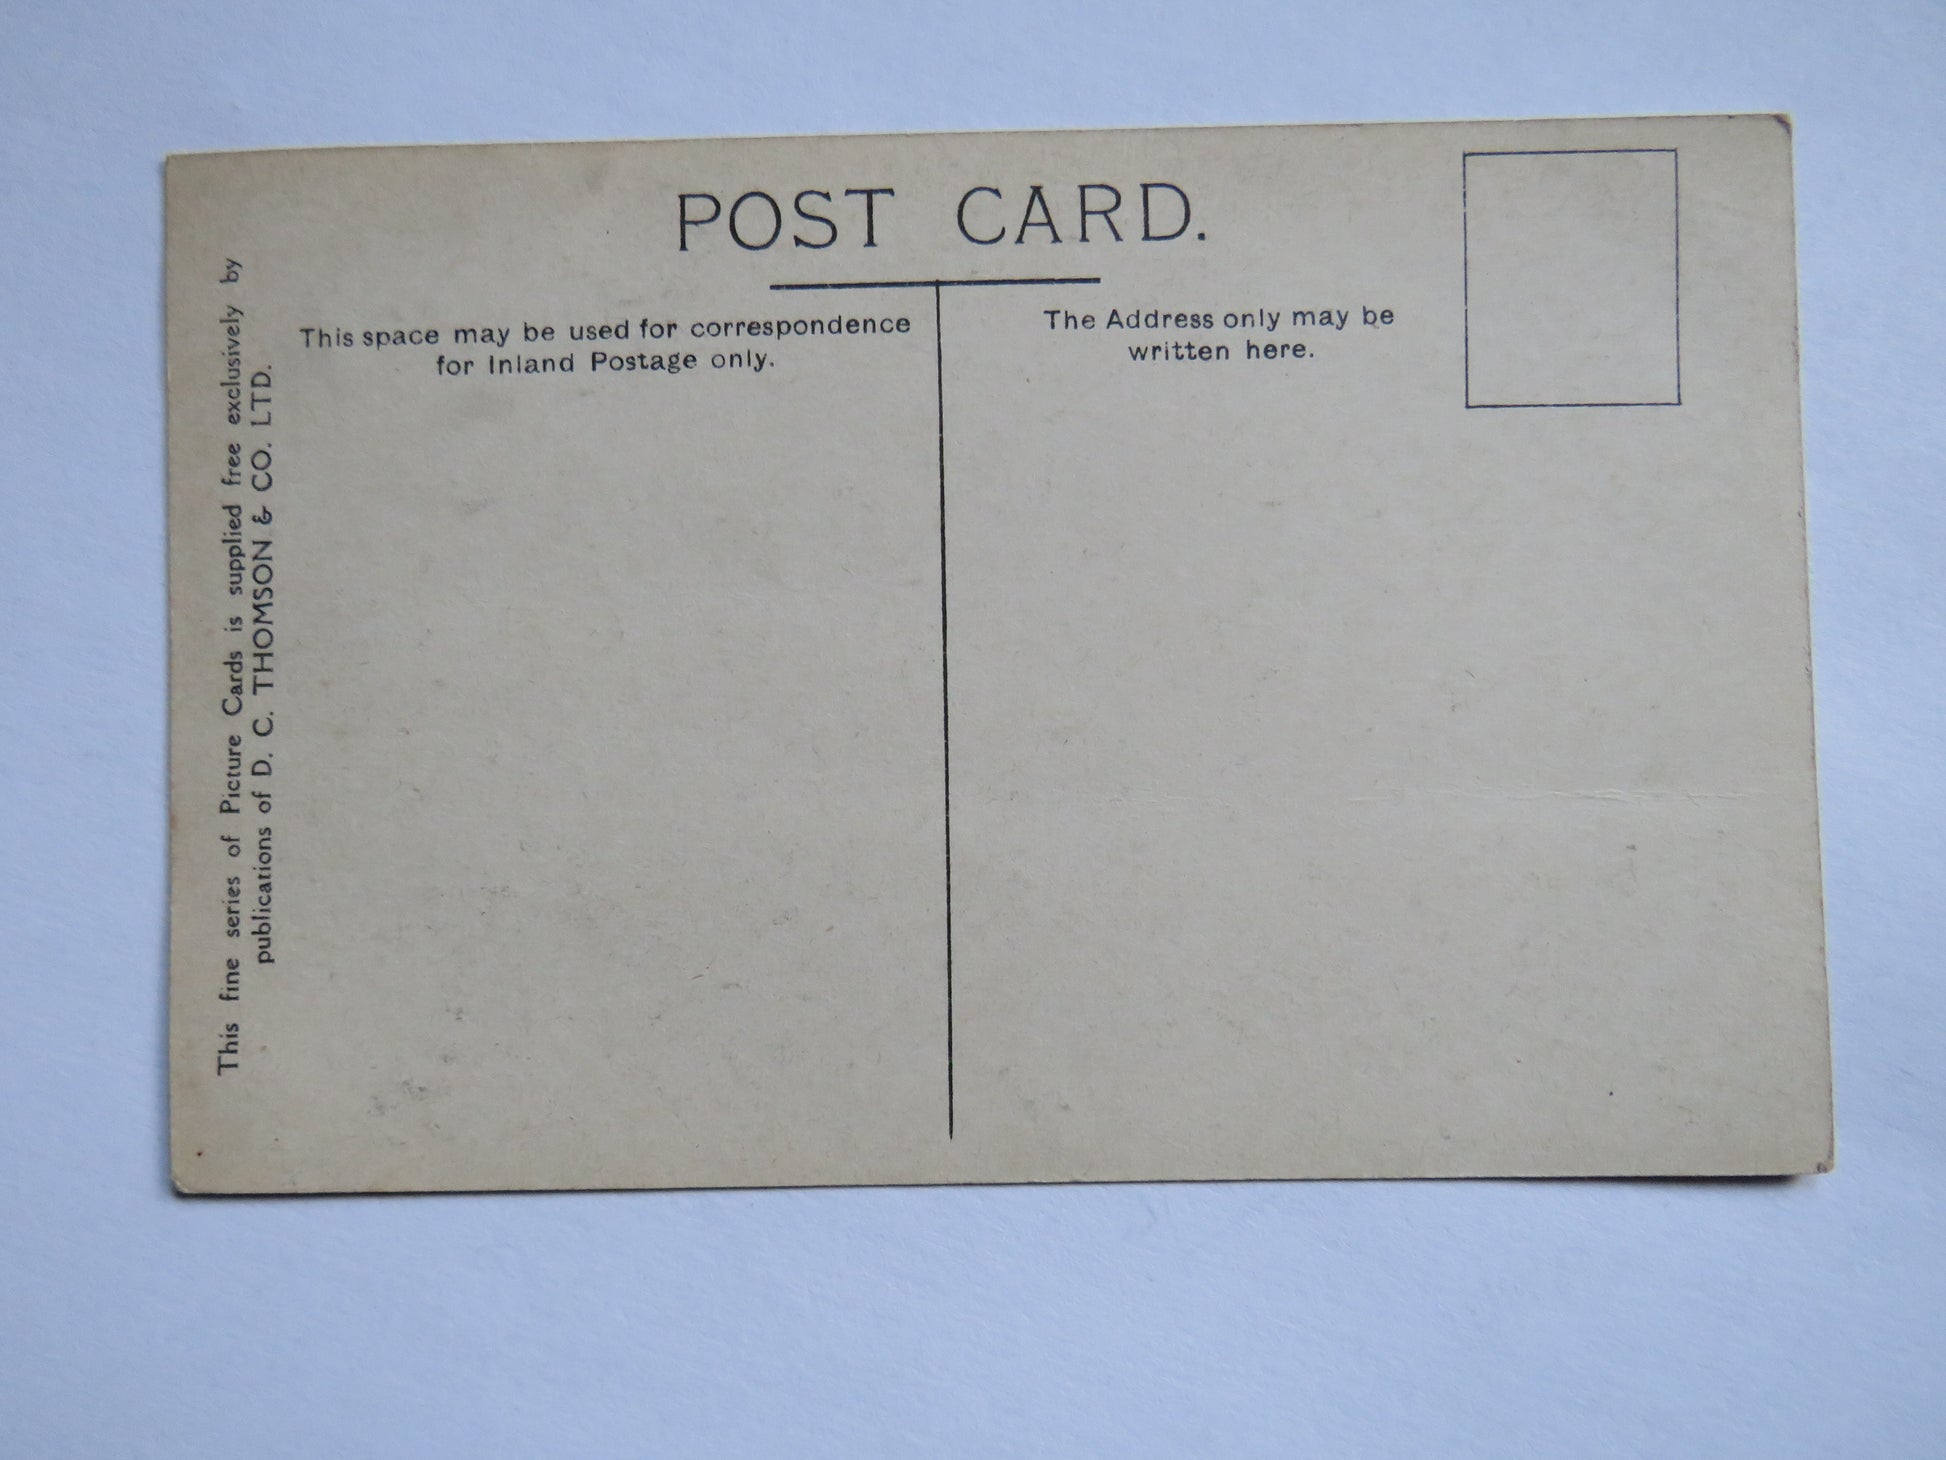 POST CARD.
This space may be used for correspondence
for Inland Postage only.
The Address only may be
written here.
This fine series of Picture Cards is supplied free exclusively by
publications of D. C. THOMSON & CO. LTD.